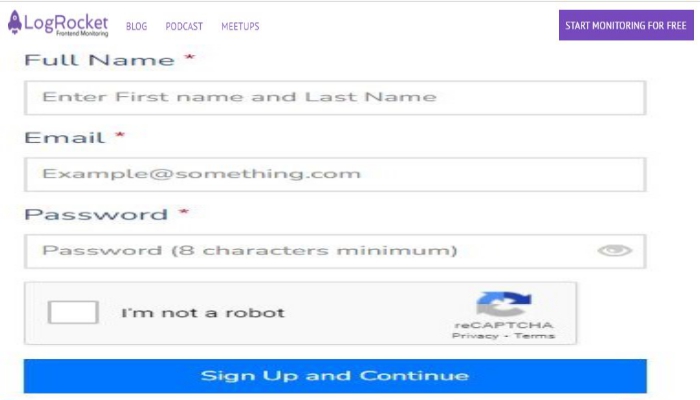 LogRocket BLOG PODCAST MEETUPS START MONITORING FOR FREE
Frontend Monitoring
Full Name *
Enter First name and Last Name
Email *
Example@something.com
Password *
Password (8 characters minimum)
I'm not a robot
reCAPTCHA
Privacy - Terms
Sign Up and Continue